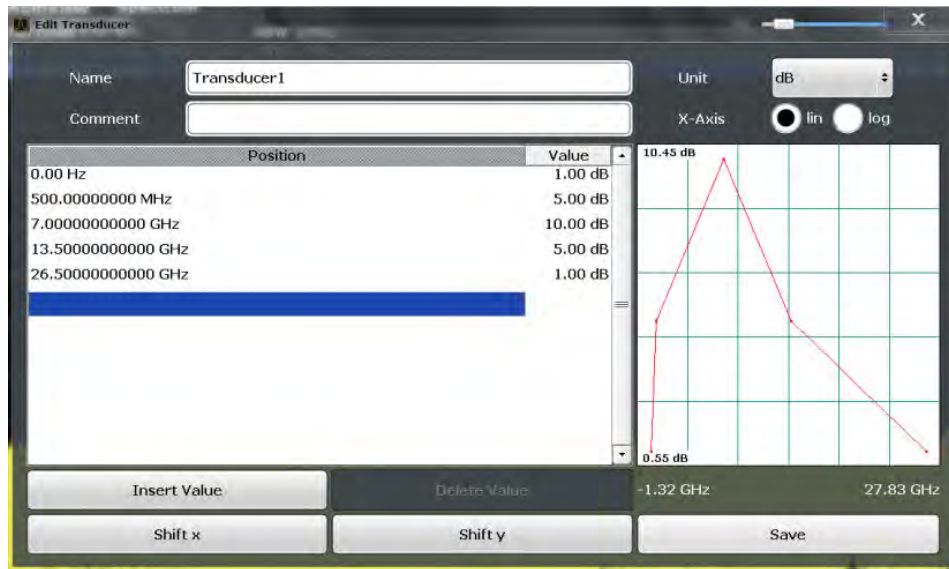 Edit Transducer
X
Name Transducer1 Unit dB
Comment X-Axis lin log
Position Value
0.00 Hz 1.00 dB
500.00000000 MHz 5.00 dB
7.00000000000 GHz 10.00 dB
13.50000000000 GHz 5.00 dB
26.50000000000 GHz 1.00 dB
10.45 dB
0.55 dB
Insert Value Delete Value -1.32 GHz 27.83 GHz
Shift x Shift y Save